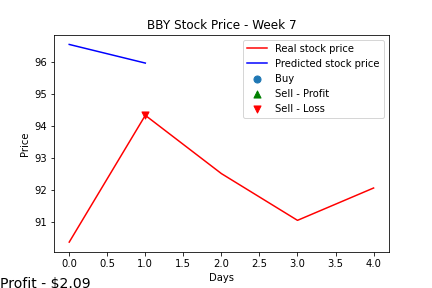 BBY Stock Price - Week 7
Real stock price
Predicted stock price
Buy
Sell - Profit
Sell - Loss
Price
96
95
94
93
92
91
0.0 0.5 1.0 1.5 2.0 2.5 3.0 3.5 4.0
Days
Profit - $2.09